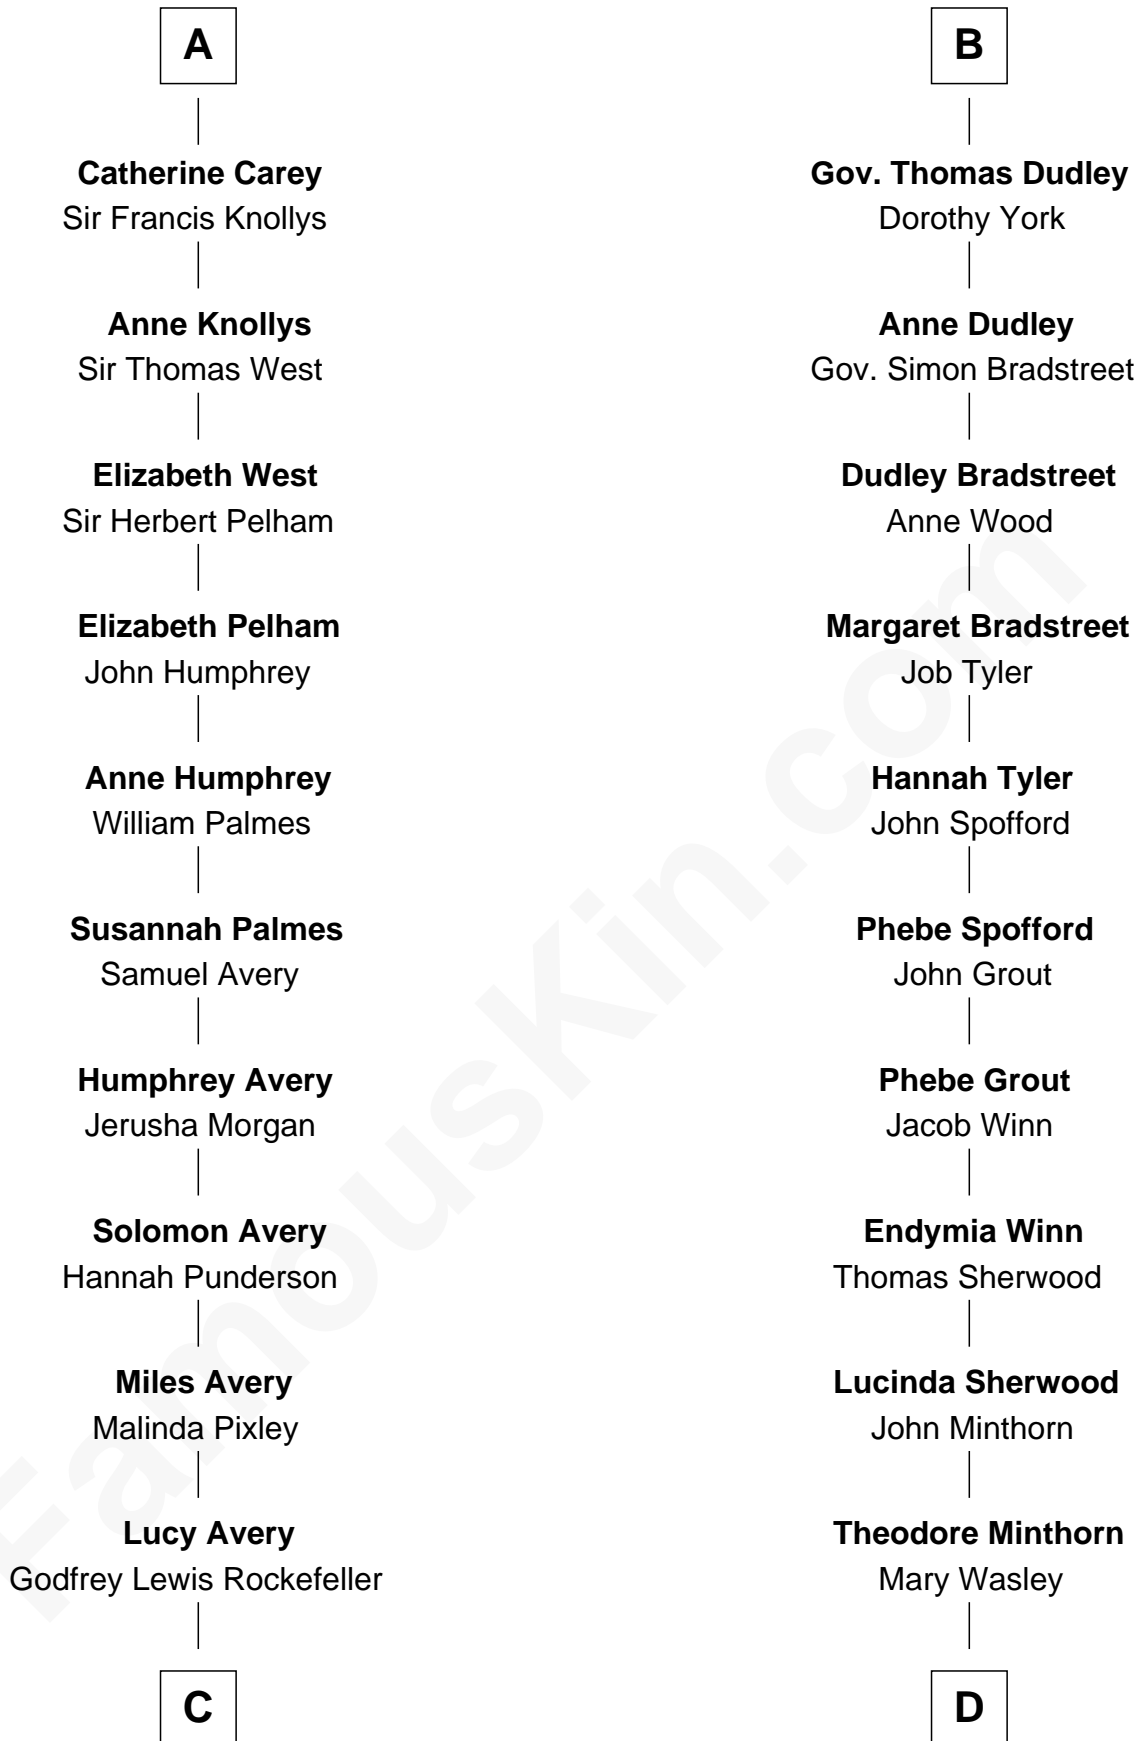 A
Catherine Carey
Sir Francis Knollys
Anne Knollys
Sir Thomas West
Elizabeth West
Sir Herbert Pelham
Elizabeth Pelham
John Humphrey
Anne Humphrey
William Palmes
Susannah Palmes
Samuel Avery
Humphrey Avery
Jerusha Morgan
Solomon Avery
Hannah Punderson
Miles Avery
Malinda Pixley
Lucy Avery
Godfrey Lewis Rockefeller
C
B
Gov. Thomas Dudley
Dorothy York
Anne Dudley
Gov. Simon Bradstreet
Dudley Bradstreet
Anne Wood
Margaret Bradstreet
Job Tyler
Hannah Tyler
John Spofford
Phebe Spofford
John Grout
Phebe Grout
Jacob Winn
Endymia Winn
Thomas Sherwood
Lucinda Sherwood
John Minthorn
Theodore Minthorn
Mary Wasley
D
FamousKin.com